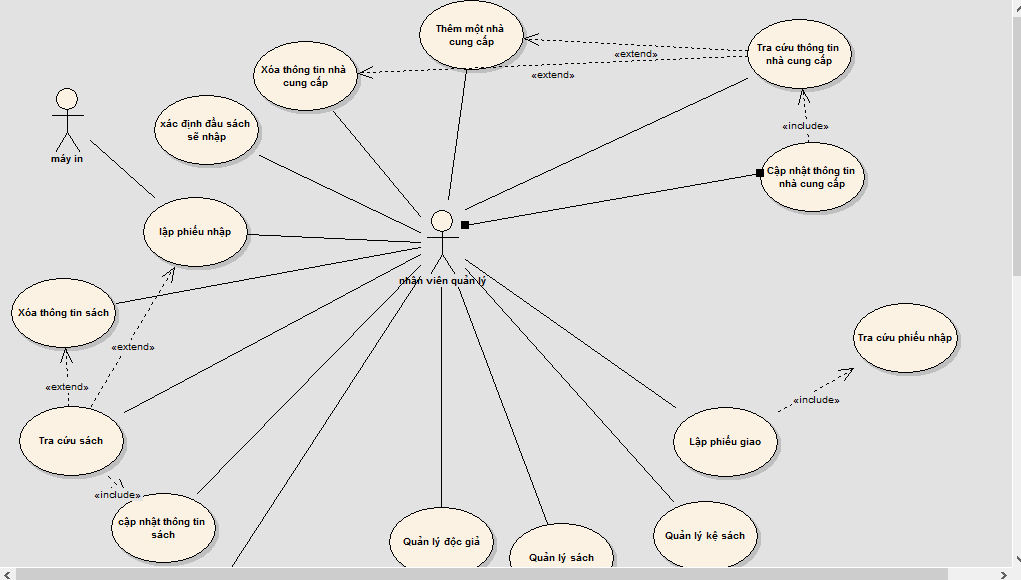 Thêm một nhà
cung cấp
Tra cứu thông tin
nhà cung cấp
«extend»
Xóa thông tin nhà
cung cấp
«extend»
xác định đầu sách
sẽ nhập
«include»
máy in
Cập nhật thông tin
nhà cung cấp
lập phiếu nhập
nhân viên quản lý
Xóa thông tin sách
«extend»
Tra cứu phiếu nhập
«extend»
«include»
Tra cứu sách
Lập phiếu giao
«include»
cập nhật thông tin
sách
Quản lý độc giả
Quản lý sách
Quản lý kệ sách